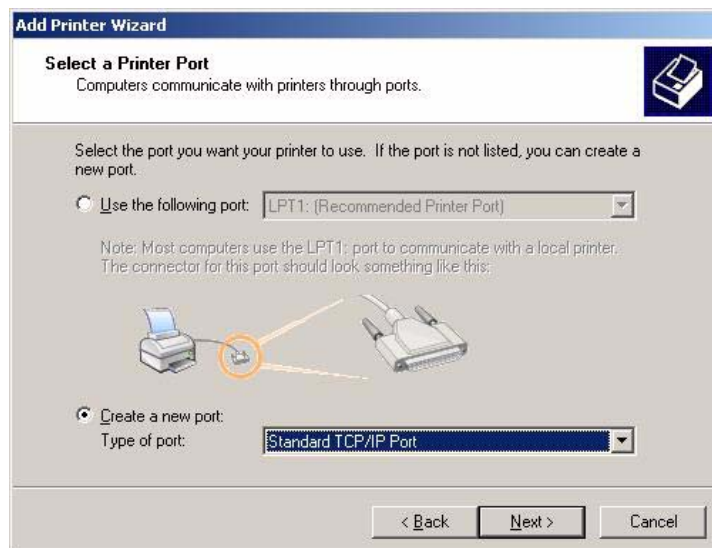 Add Printer Wizard
Select a Printer Port
Computers communicate with printers through ports.
Select the port you want your printer to use. If the port is not listed, you can create a
new port.
Use the following port: LPT1: (Recommended Printer Port)
Note: Most computers use the LPT1: port to communicate with a local printer.
The connector for this port should look something like this:
Create a new port:
Type of port: Standard TCP/IP Port
< Back Next > Cancel